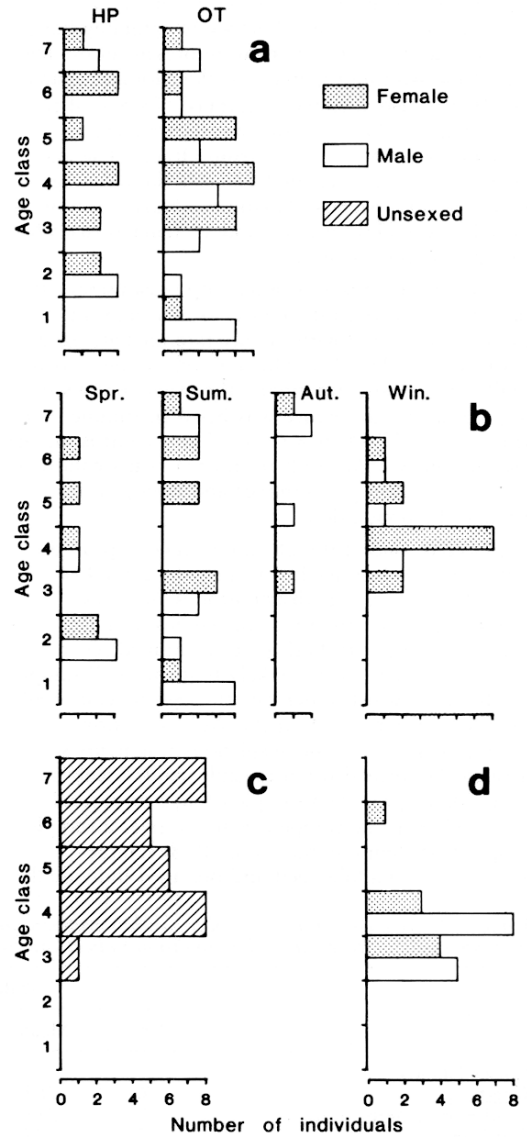 HP OT
a
7
6
5
4
3
2
1
Age class
Female
Male
Unsexed
Spr. Sum. Aut. Win.
b
7
6
5
4
3
2
1
Age class
c
d
7
6
5
4
3
2
1
Age class
0 2 4 6 8
0 2 4 6 8
Number of individuals